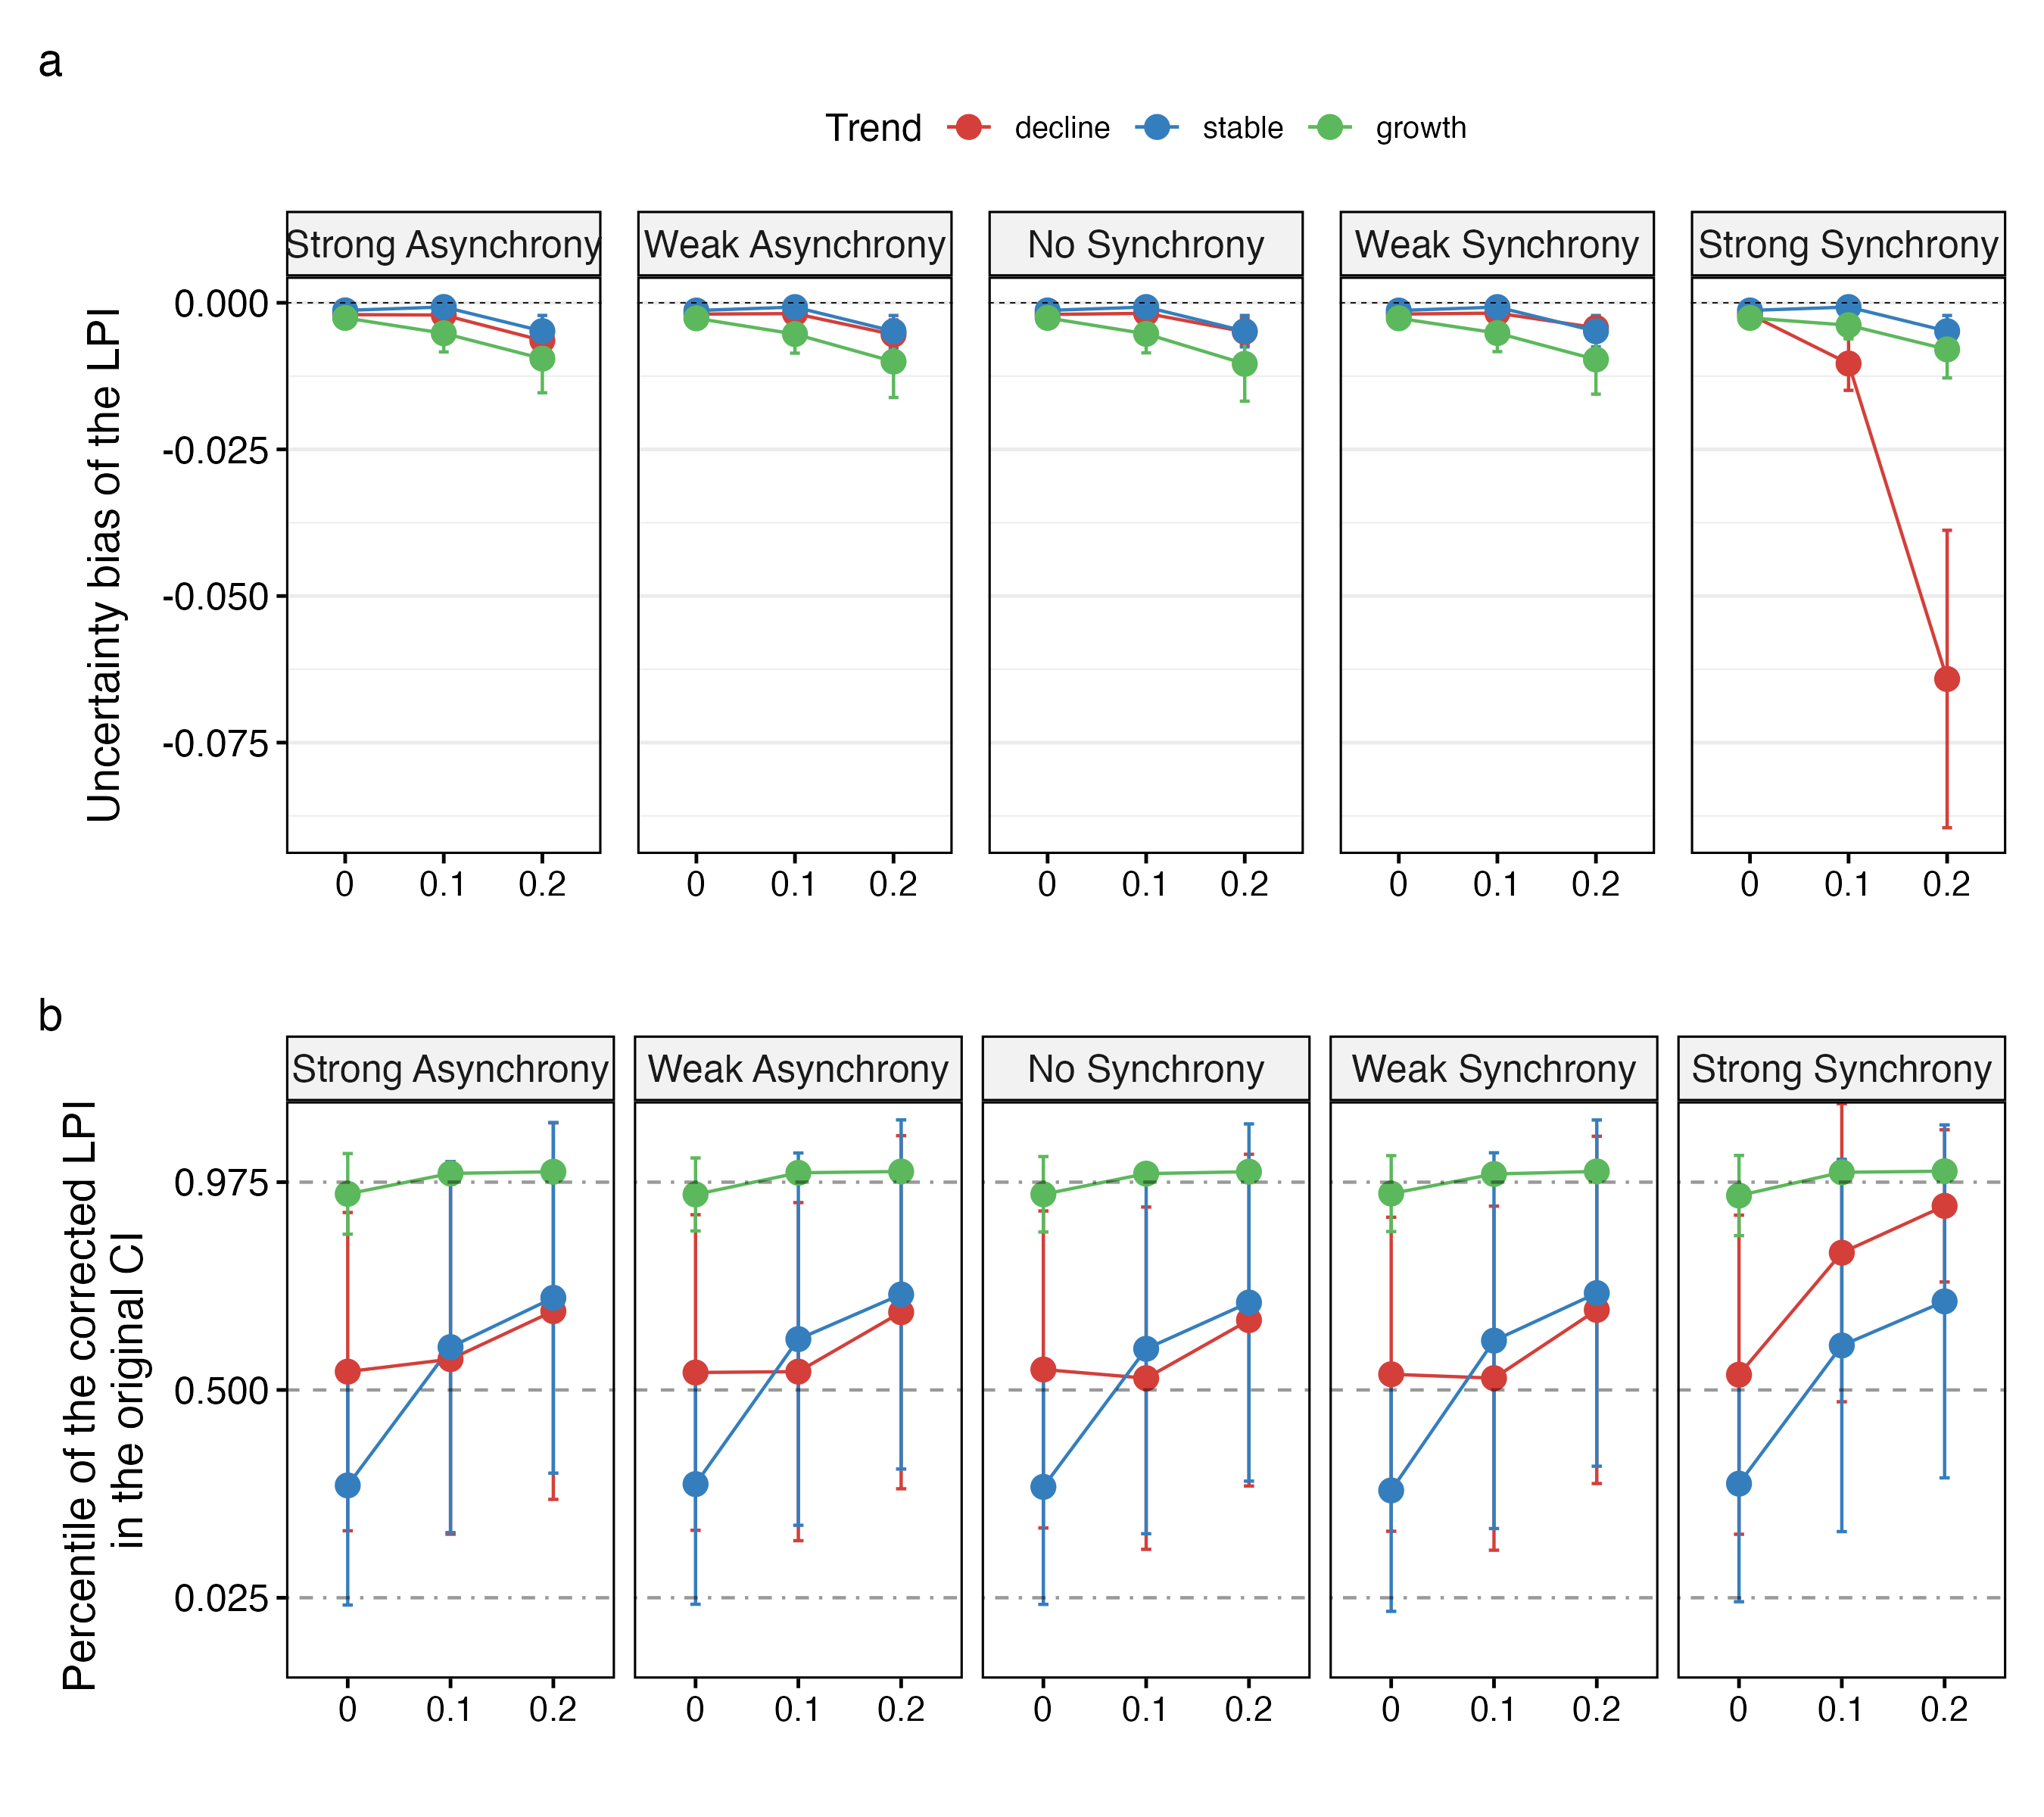 a
Trend decline stable growth
Strong Asynchrony Weak Asynchrony No Synchrony Weak Synchrony Strong Synchrony
Uncertainty bias of the LPI
0.000
-0.025
-0.050
-0.075
0 0.1 0.2 0 0.1 0.2 0 0.1 0.2 0 0.1 0.2 0 0.1 0.2
b
Strong Asynchrony Weak Asynchrony No Synchrony Weak Synchrony Strong Synchrony
Percentile of the corrected LPI
in the original CI
0.975
0.500
0.025
0 0.1 0.2 0 0.1 0.2 0 0.1 0.2 0 0.1 0.2 0 0.1 0.2